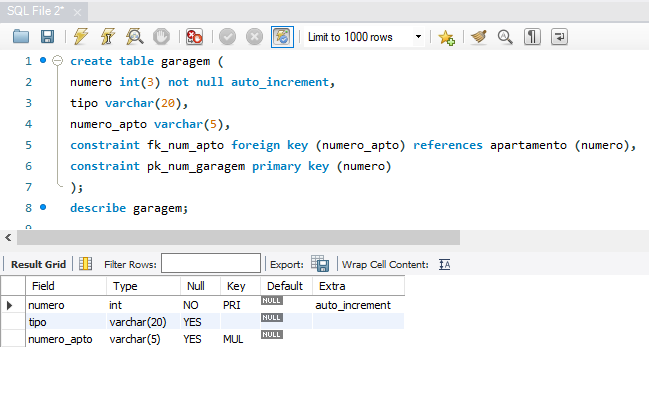 SQL File 2*
Limit to 1000 rows
1 create table garagem (
2 numero int(3) not null auto_increment,
3 tipo varchar(20),
4 numero_apto varchar(5),
5 constraint fk_num_apto foreign key (numero_apto) references apartamento (numero),
6 constraint pk_num_garagem primary key (numero)
7 );
8 describe garagem;
Result Grid Filter Rows: Export: Wrap Cell Content: IA
Field Type Null Key Default Extra
numero int NO PRI NULL auto_increment
tipo varchar(20) YES NULL
numero_apto varchar(5) YES MUL NULL